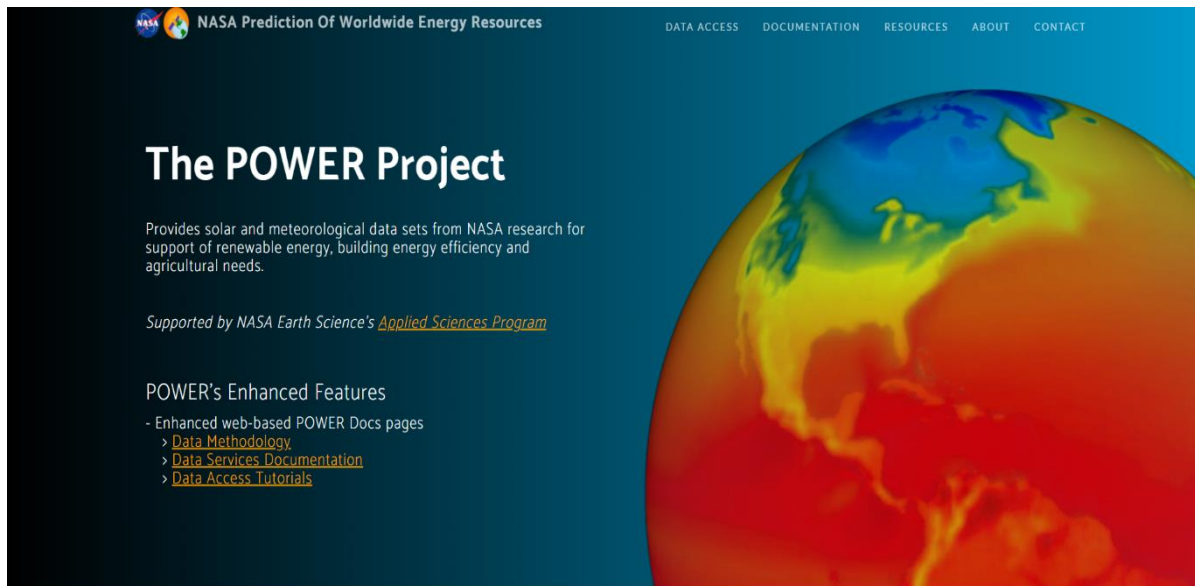 NASA
NASA Prediction Of Worldwide Energy Resources
DATA ACCESS DOCUMENTATION RESOURCES ABOUT CONTACT
The POWER Project
Provides solar and meteorological data sets from NASA research for
support of renewable energy, building energy efficiency and
agricultural needs.
Supported by NASA Earth Science's Applied Sciences Program
POWER's Enhanced Features
- Enhanced web-based POWER Docs pages
> Data Methodology
> Data Services Documentation
> Data Access Tutorials